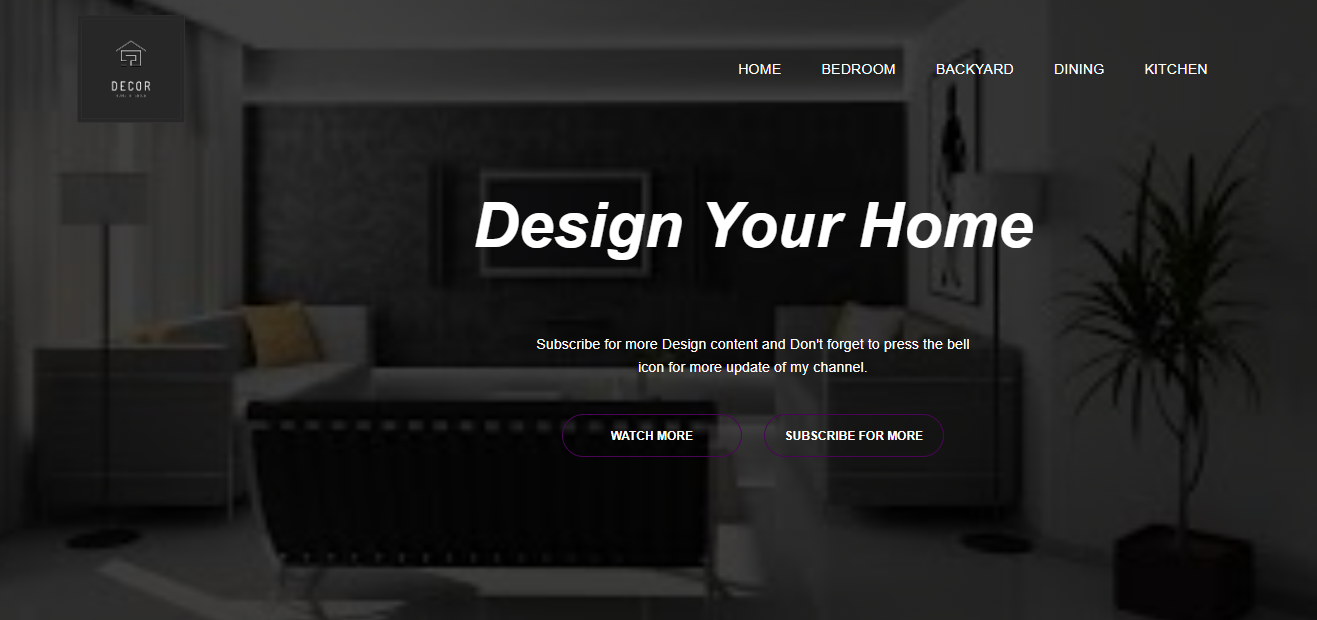 DECOR
HOME
BEDROOM
BACKYARD
DINING
KITCHEN
Design Your Home
Subscribe for more Design content and Don't forget to press the bell
icon for more update of my channel.
WATCH MORE
SUBSCRIBE FOR MORE